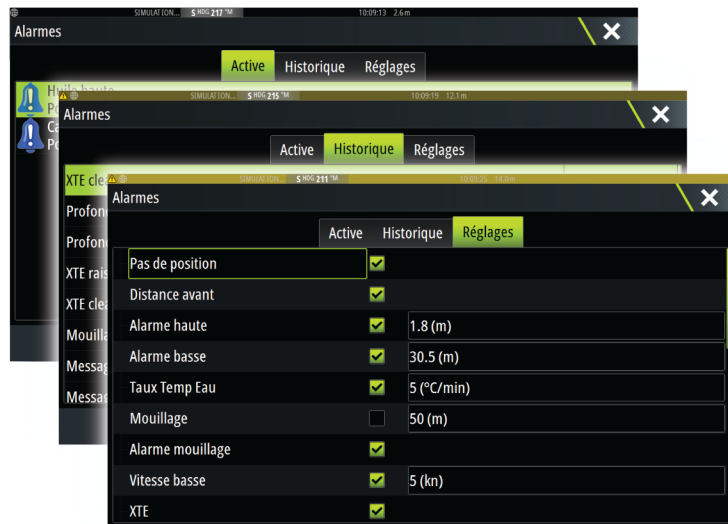 SIMULATION... S HDG 217 °M 10:09:13 2.6 m
Alarmes
Active Historique Réglages
Huile haute
SIMULATION... S HDG 215 °M 10:09:19 12.1 m
Alarmes
Active Historique Réglages
XTE
SIMULATION... S HDG 211 °M 10:09:25 14.0 m
Alarmes
Active Historique Réglages
Pas de position
Distance avant
Alarme haute 1.8 (m)
Alarme basse 30.5 (m)
Taux Temp Eau 5 (°C/min)
Mouillage 50 (m)
Alarme mouillage
Vitesse basse 5 (kn)
XTE